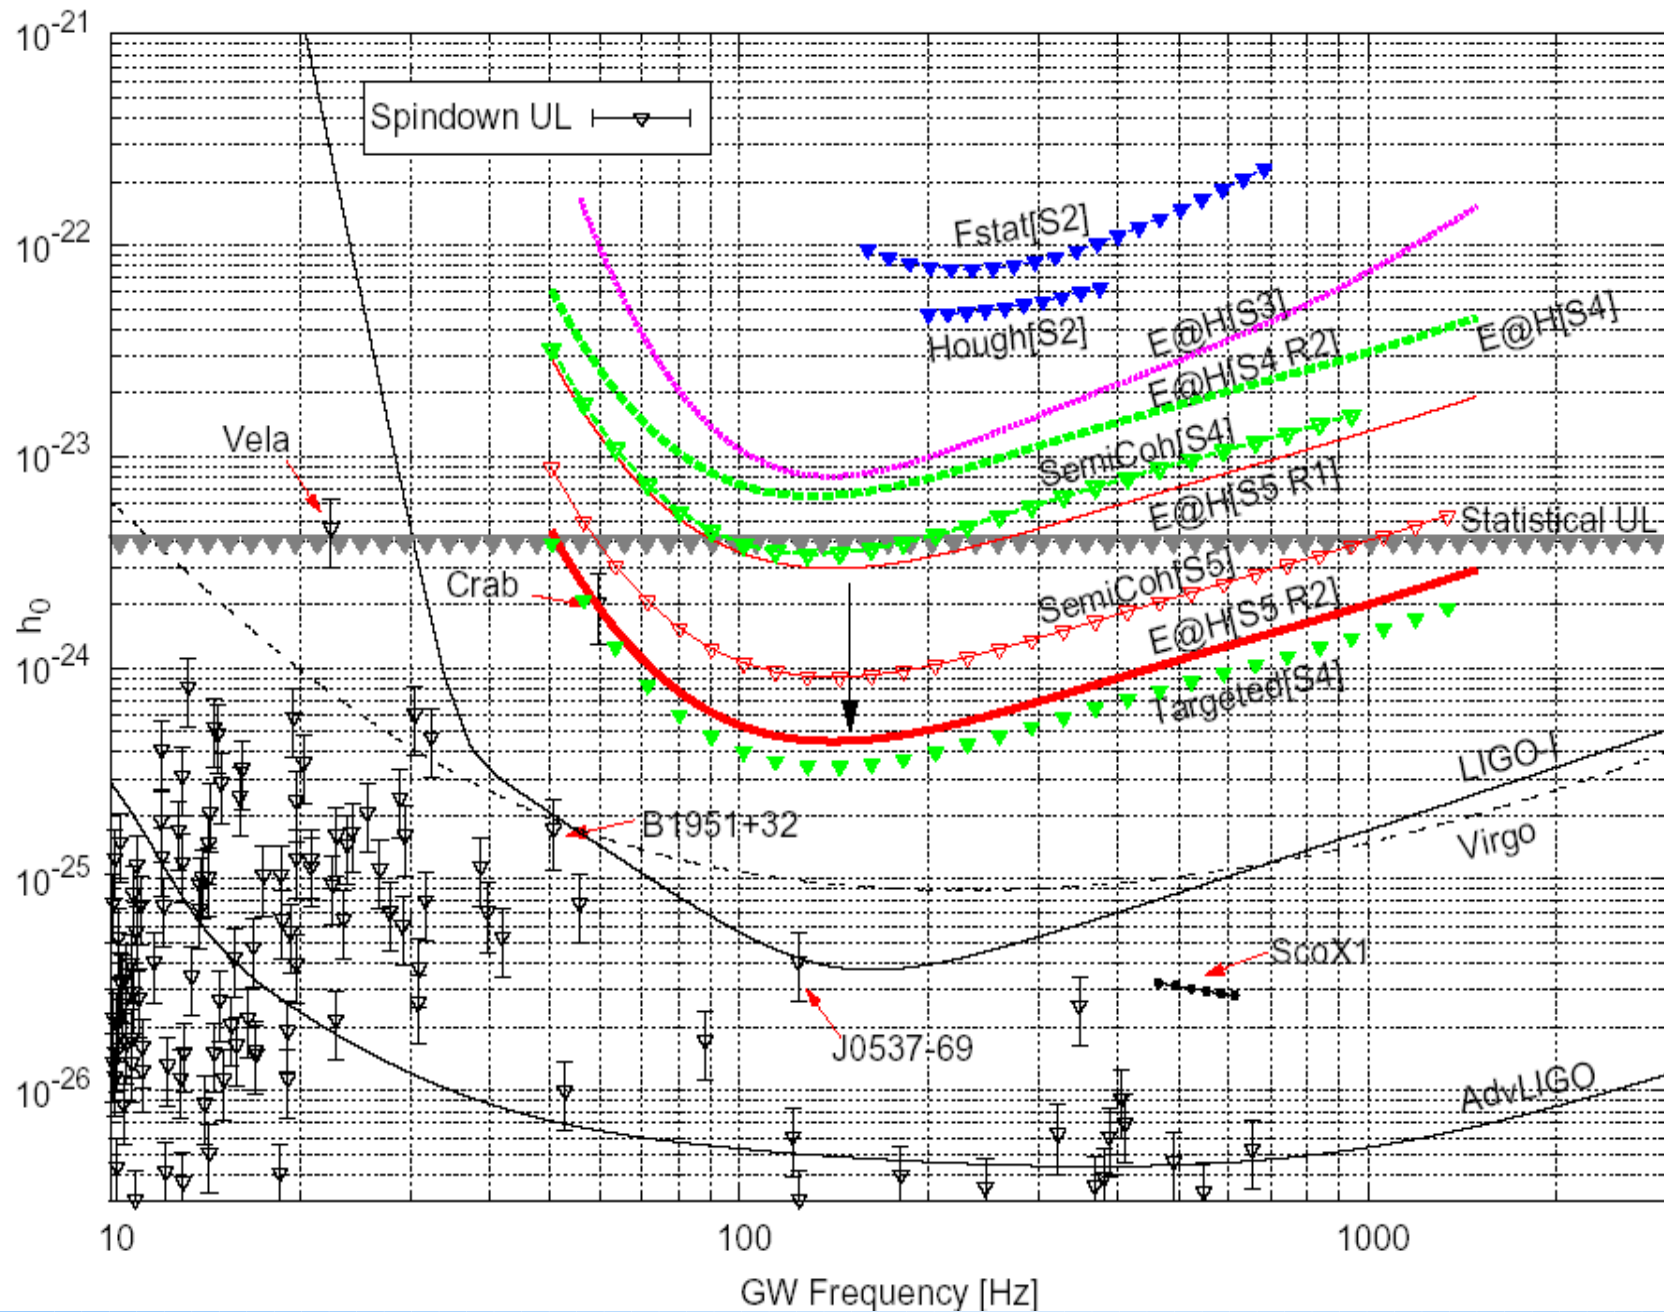 10-21
Spindown UL
Fstat[S2]
10-22
E@H[S3]
E@H[S4]
Hough[S2]
E@H[S4 R2]
Vela
10-23
SemiCoh[S4]
E@H[S5 R1]
Statistical UL
Crab
SemiCoh[S5]
h0
E@H[S5 R2]
10-24
Targeted[S4]
LIGO-I
B1951+32
Virgo
10-25
ScoX1
J0537-69
10-26
AdvLIGO
10 100 1000
GW Frequency [Hz]